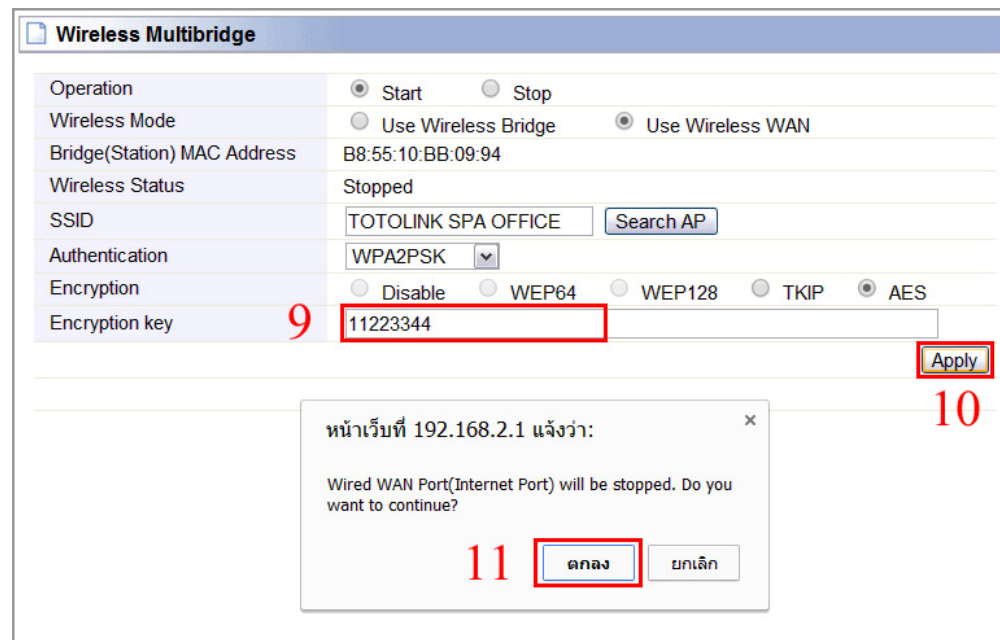 Wireless Multibridge
Operation Start Stop
Wireless Mode Use Wireless Bridge Use Wireless WAN
Bridge(Station) MAC Address B8:55:10:BB:09:94
Wireless Status Stopped
SSID TOTOLINK SPA OFFICE Search AP
Authentication WPA2PSK
Encryption Disable WEP64 WEP128 TKIP AES
Encryption key 9 11223344
Apply
10
หน้าเว็บที่ 192.168.2.1 แจ้งว่า: ×
Wired WAN Port(Internet Port) will be stopped. Do you
want to continue?
11 ตกลง ยกเลิก